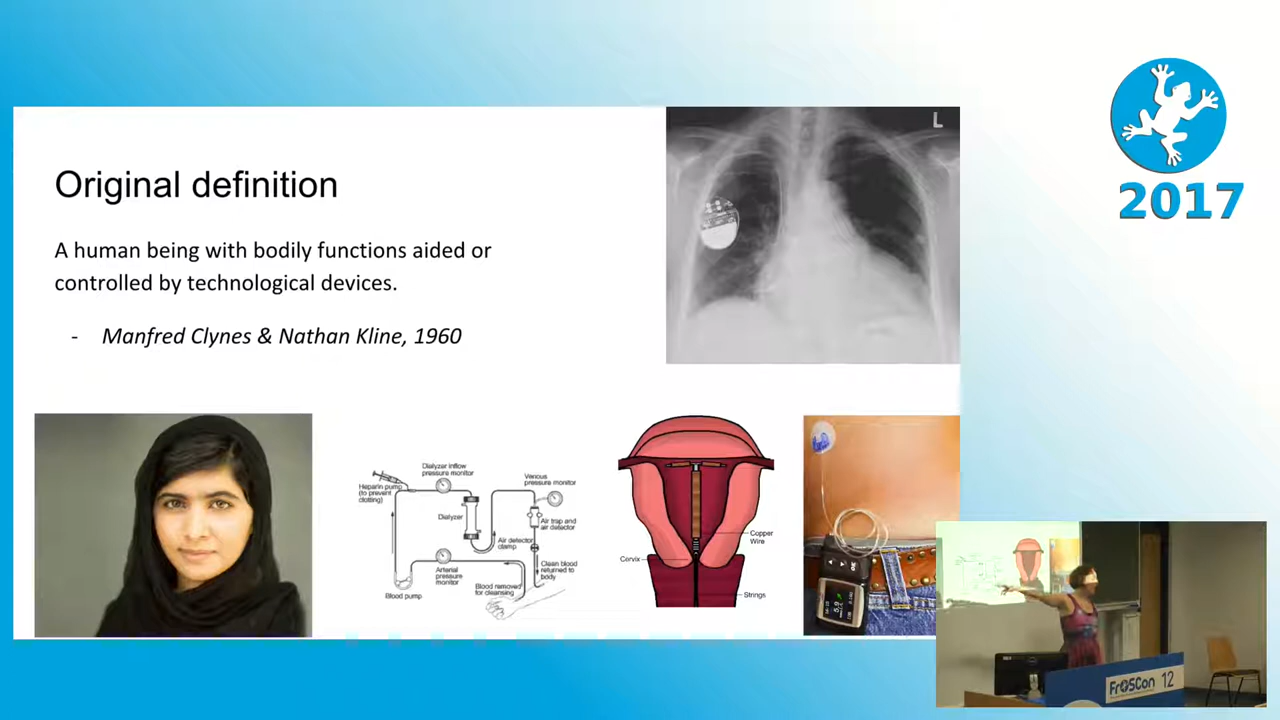 L
2017
Original definition
A human being with bodily functions aided or
controlled by technological devices.
- Manfred Clynes & Nathan Kline, 1960
Dialyzer inflow
pressure monitor
Venous
pressure monitor
Heparin pump
(to prevent
clotting)
Dialyzer
Air trap and
air detector
Air detector
clamp
Clean blood
returned to
body
Arterial
pressure
monitor
Blood removed
for cleansing
Blood pump
Copper
Wire
Cervix
Strings
FrOSCon 12